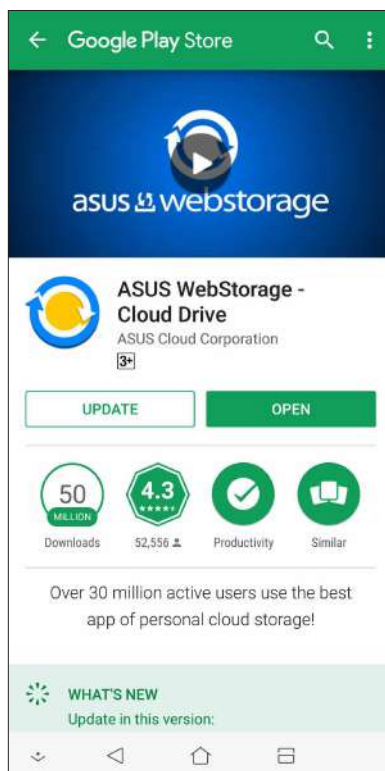 Google Play Store
asus webstorage
ASUS WebStorage -
Cloud Drive
ASUS Cloud Corporation
3+
UPDATE
OPEN
50
MILLION
Downloads
4.3
52,556
Productivity
Similar
Over 30 million active users use the best
app of personal cloud storage!
WHAT'S NEW
Update in this version: